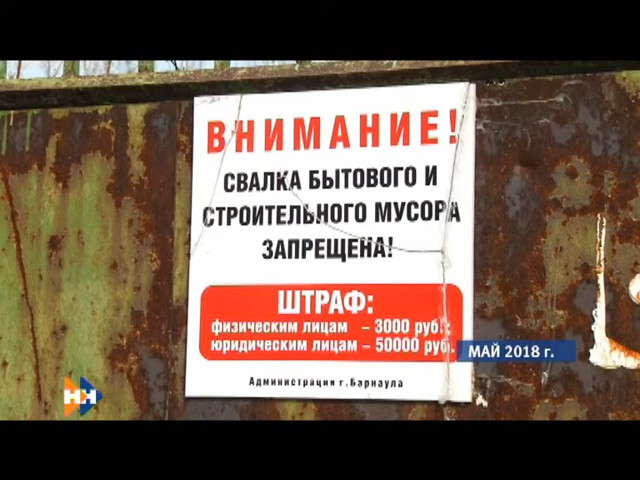 ВНИМАНИЕ!
СВАЛКА БЫТОВОГО И
СТРОИТЕЛЬНОГО МУСОРА
ЗАПРЕЩЕНА!
ШТРАФ:
физическим лицам – 3000 руб.;
юридическим лицам – 50000 руб.
МАЙ 2018 г.
Администрация г. Барнаула
НН